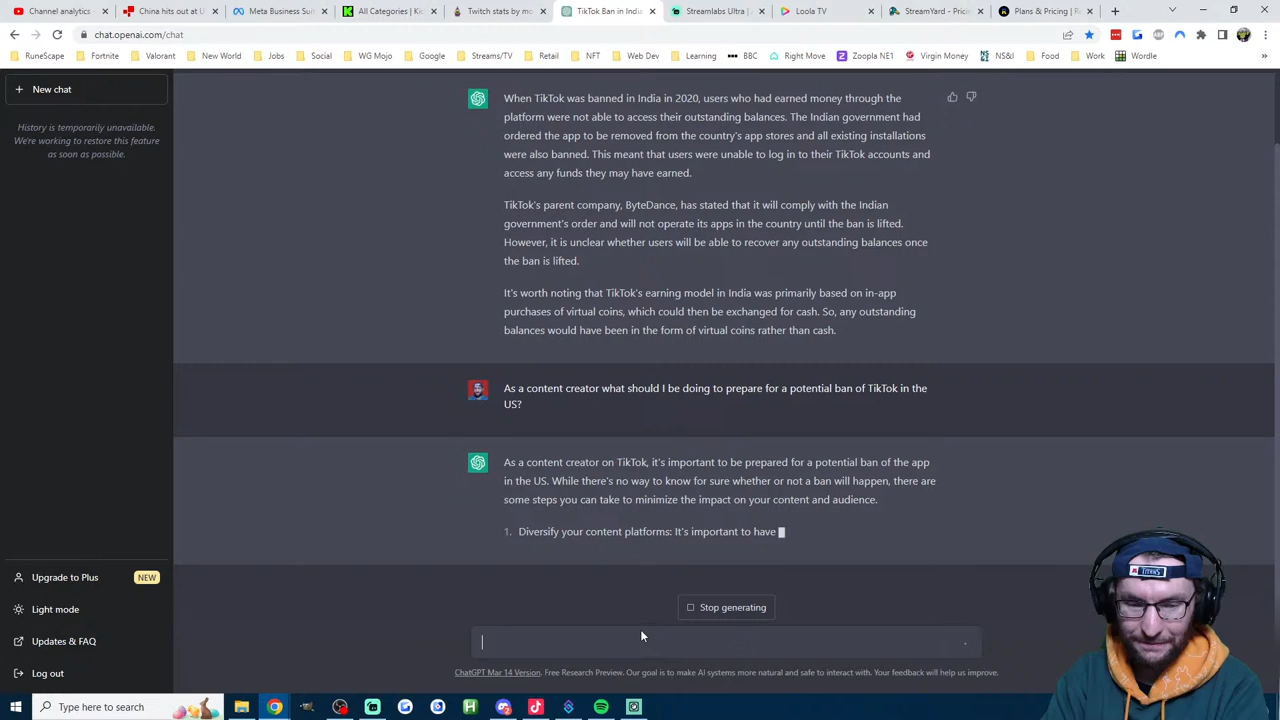 Channel analytics - C
China hits out at U.S
Meta Business Suit
All Categories | Kic
Twitch stats by mo
TikTok Ban in India
Streamlabs Ultra | A
Loola TV
StreamYard - Pricin
Plans & Pricing | R
chat.openai.com/chat
RuneScape Fortnite Valorant New World Jobs Social WG Mojo Google Streams/TV Retail NFT Web Dev Learning BBC Right Move Zoopla NE1 Virgin Money NS&I Food Work Wordle »
+ New chat
History is temporarily unavailable.
We're working to restore this feature
as soon as possible.
When TikTok was banned in India in 2020, users who had earned money through the
platform were not able to access their outstanding balances. The Indian government had
ordered the app to be removed from the country's app stores and all existing installations
were also banned. This meant that users were unable to log in to their TikTok accounts and
access any funds they may have earned.
TikTok's parent company, ByteDance, has stated that it will comply with the Indian
government's order and will not operate its apps in the country until the ban is lifted.
However, it is unclear whether users will be able to recover any outstanding balances once
the ban is lifted.
It's worth noting that TikTok's earning model in India was primarily based on in-app
purchases of virtual coins, which could then be exchanged for cash. So, any outstanding
balances would have been in the form of virtual coins rather than cash.
As a content creator what should I be doing to prepare for a potential ban of TikTok in the
US?
As a content creator on TikTok, it's important to be prepared for a potential ban of the app
in the US. While there's no way to know for sure whether or not a ban will happen, there are
some steps you can take to minimize the impact on your content and audience.
1. Diversify your content platforms: It's important to have
Upgrade to Plus NEW
Light mode
Updates & FAQ
Log out
Stop generating
ChatGPT Mar 14 Version. Free Research Preview. Our goal is to make AI systems more natural and safe to interact with. Your feedback will help us improve.
Type here to search